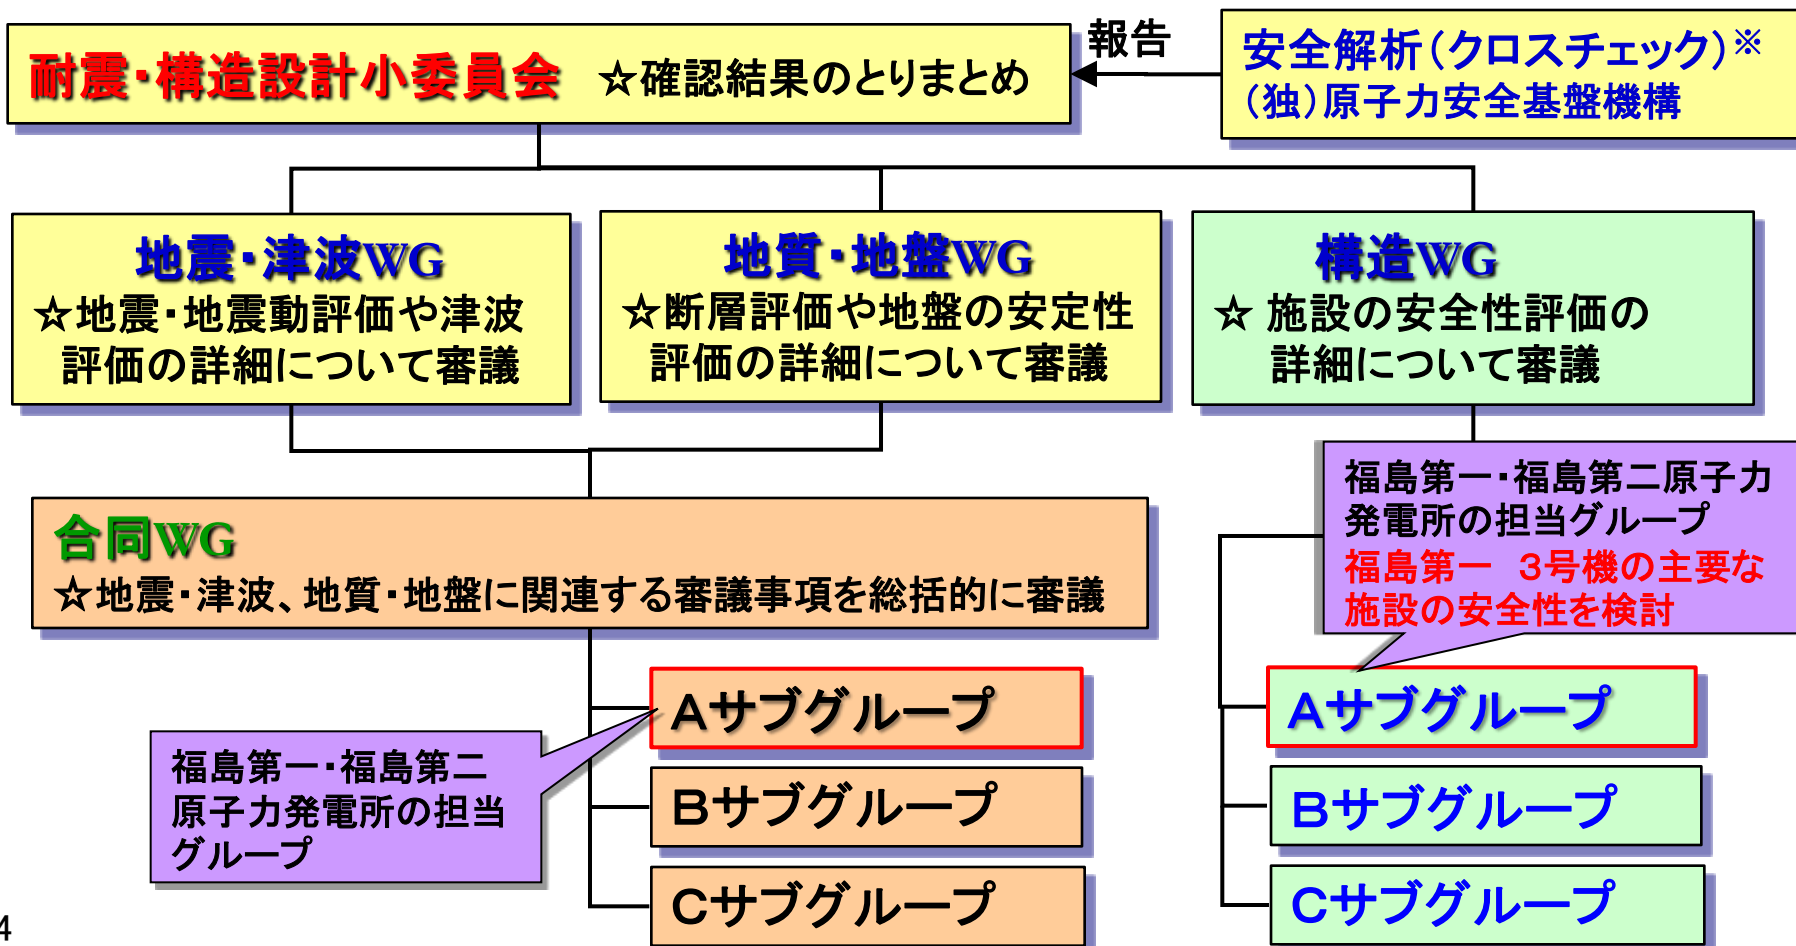 耐震・構造設計小委員会　☆確認結果のとりまとめ
報告
安全解析（クロスチェック）※
（独）原子力安全基盤機構
地震・津波WG
☆地震・地震動評価や津波
評価の詳細について審議
地質・地盤WG
☆断層評価や地盤の安定性
評価の詳細について審議
構造WG
☆ 施設の安全性評価の
詳細について審議
合同WG
☆地震・津波、地質・地盤に関連する審議事項を総括的に審議
福島第一・福島第二原子力
発電所の担当グループ
福島第一　3号機の主要な
施設の安全性を検討
福島第一・福島第二
原子力発電所の担当
グループ
Aサブグループ
Bサブグループ
Cサブグループ
Aサブグループ
Bサブグループ
Cサブグループ
4